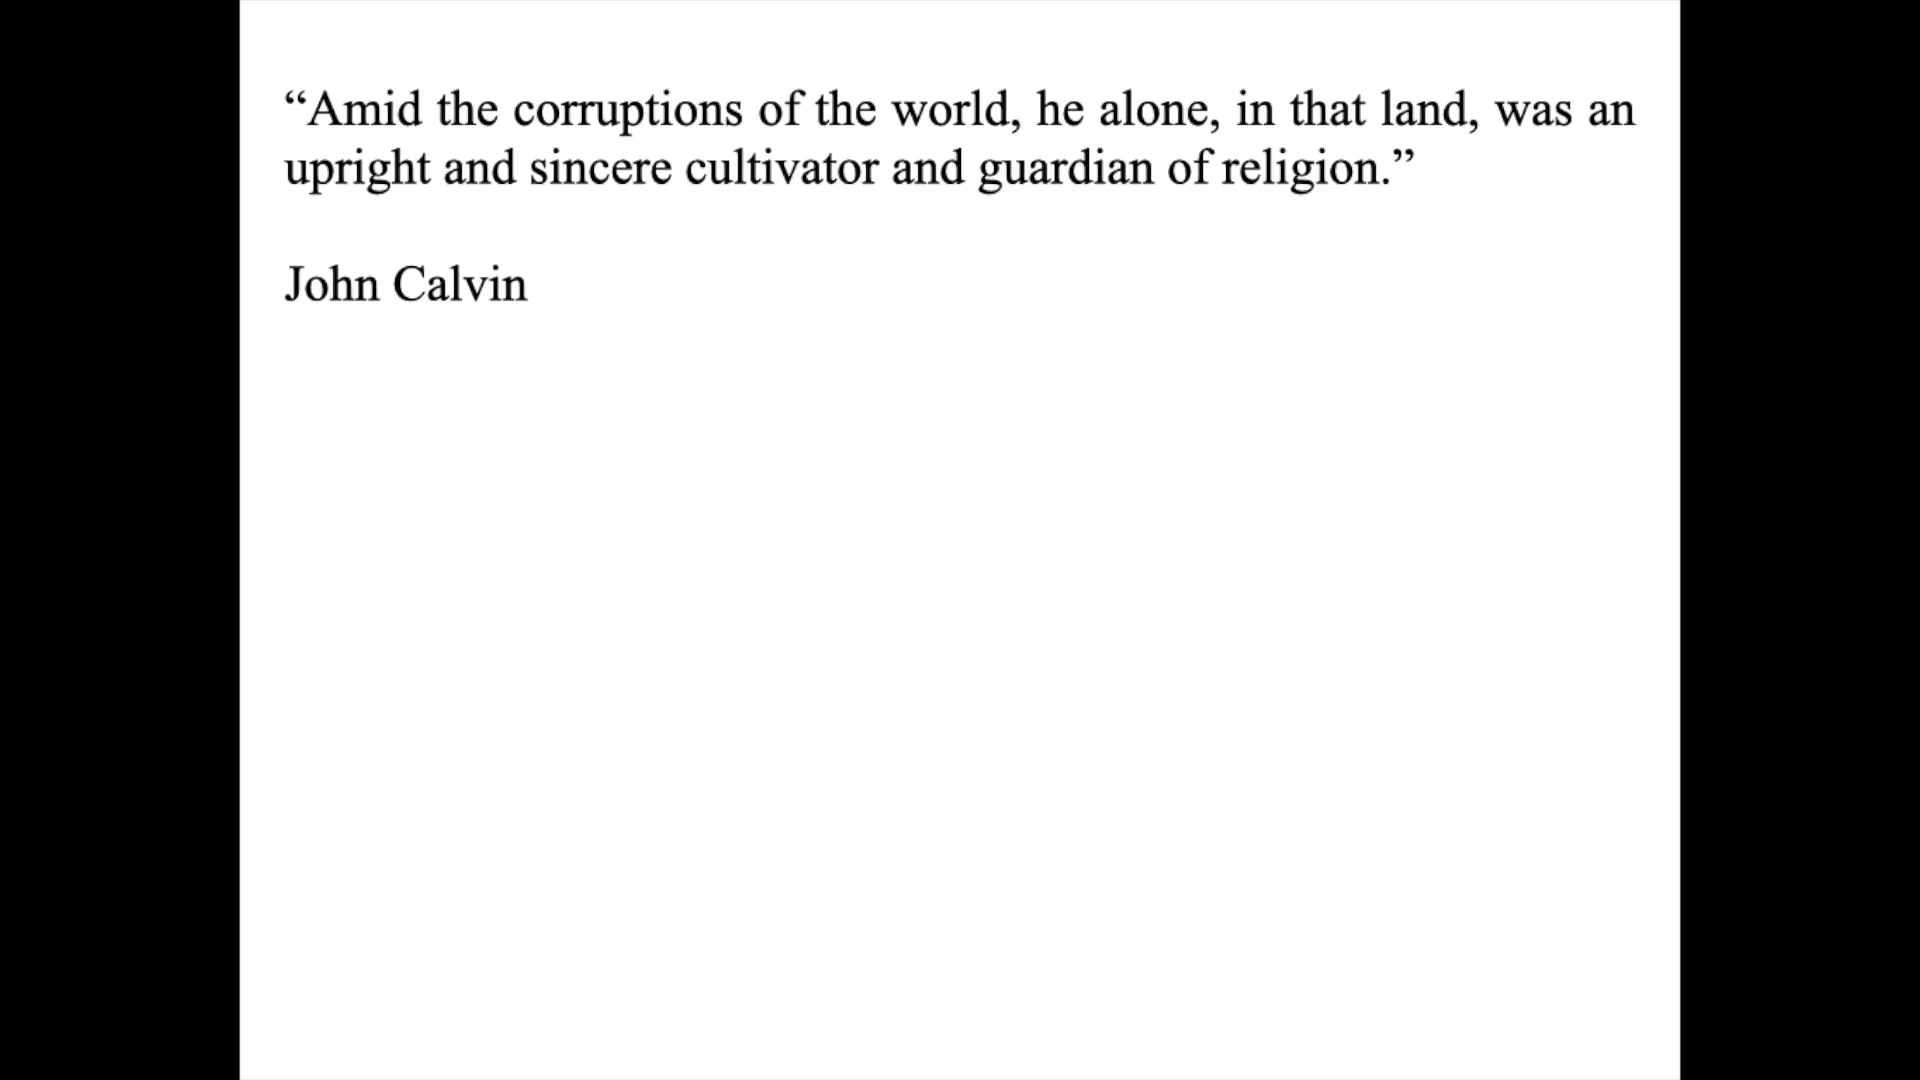 “Amid the corruptions of the world, he alone, in that land, was an
upright and sincere cultivator and guardian of religion.”
John Calvin